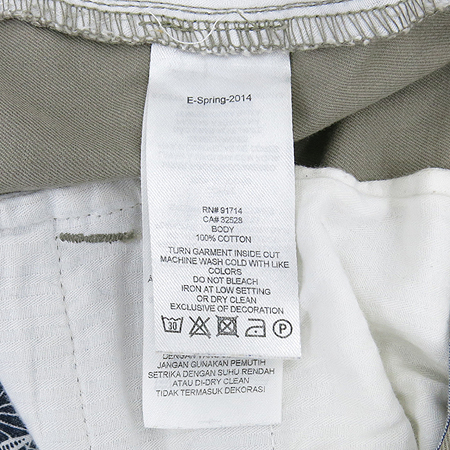 E-Spring-2014
RN# 91714
CA# 32528
BODY
100% COTTON
TURN GARMENT INSIDE OUT
MACHINE WASH COLD WITH LIKE
COLORS
DO NOT BLEACH
IRON AT LOW SETTING
OR DRY CLEAN
EXCLUSIVE OF DECORATION
30 P
JANGAN GUNAKAN PEMUTIH
SETRIKA DENGAN SUHU RENDAH
ATAU DI-DRY CLEAN
TIDAK TERMASUK DEKORASI